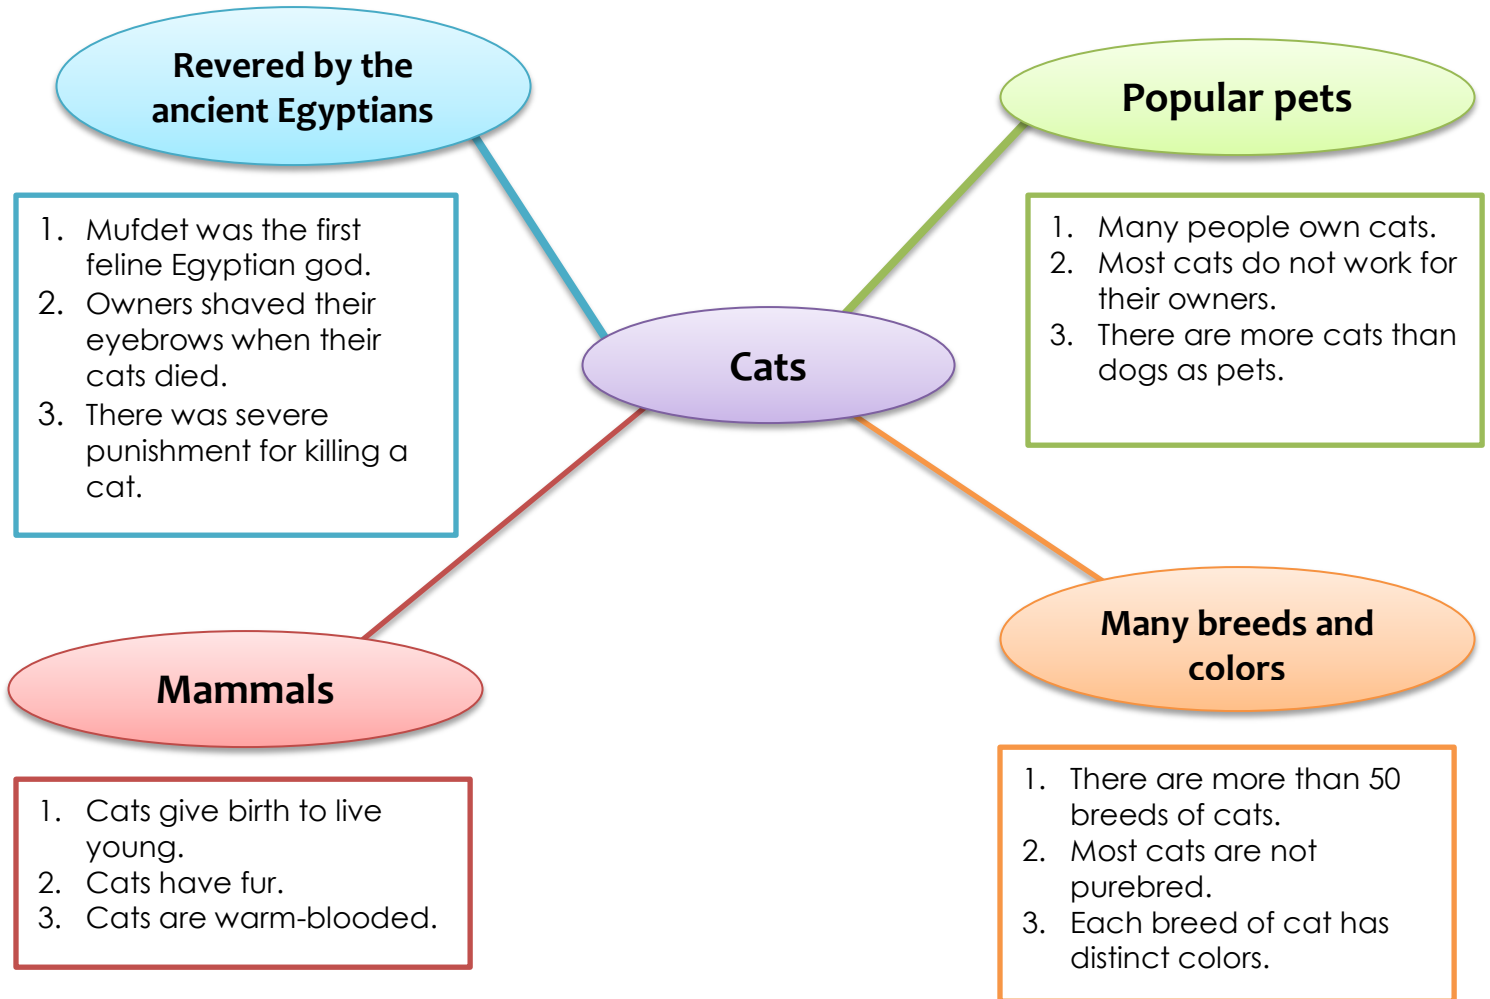 Revered by the
ancient Egyptians
1. Mufdet was the first
feline Egyptian god.
2. Owners shaved their
eyebrows when their
cats died.
3. There was severe
punishment for killing a
cat.
Popular pets
1. Many people own cats.
2. Most cats do not work for
their owners.
3. There are more cats than
dogs as pets.
Cats
Mammals
1. Cats give birth to live
young.
2. Cats have fur.
3. Cats are warm-blooded.
Many breeds and
colors
1. There are more than 50
breeds of cats.
2. Most cats are not
purebred.
3. Each breed of cat has
distinct colors.